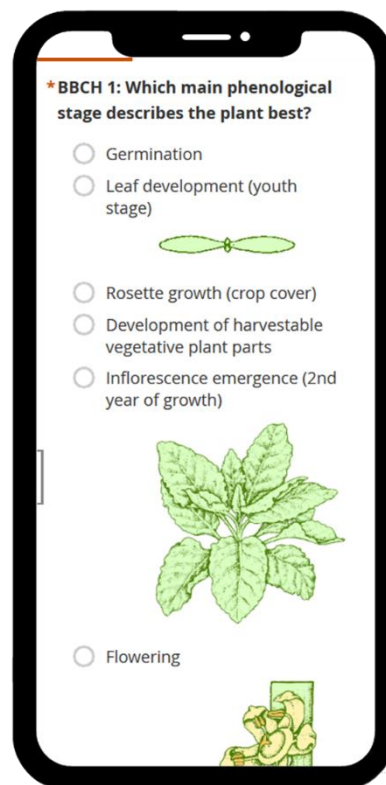 *BBCH 1: Which main phenological
stage describes the plant best?
Germination
Leaf development (youth
stage)
Rosette growth (crop cover)
Development of harvestable
vegetative plant parts
Inflorescence emergence (2nd
year of growth)
Flowering